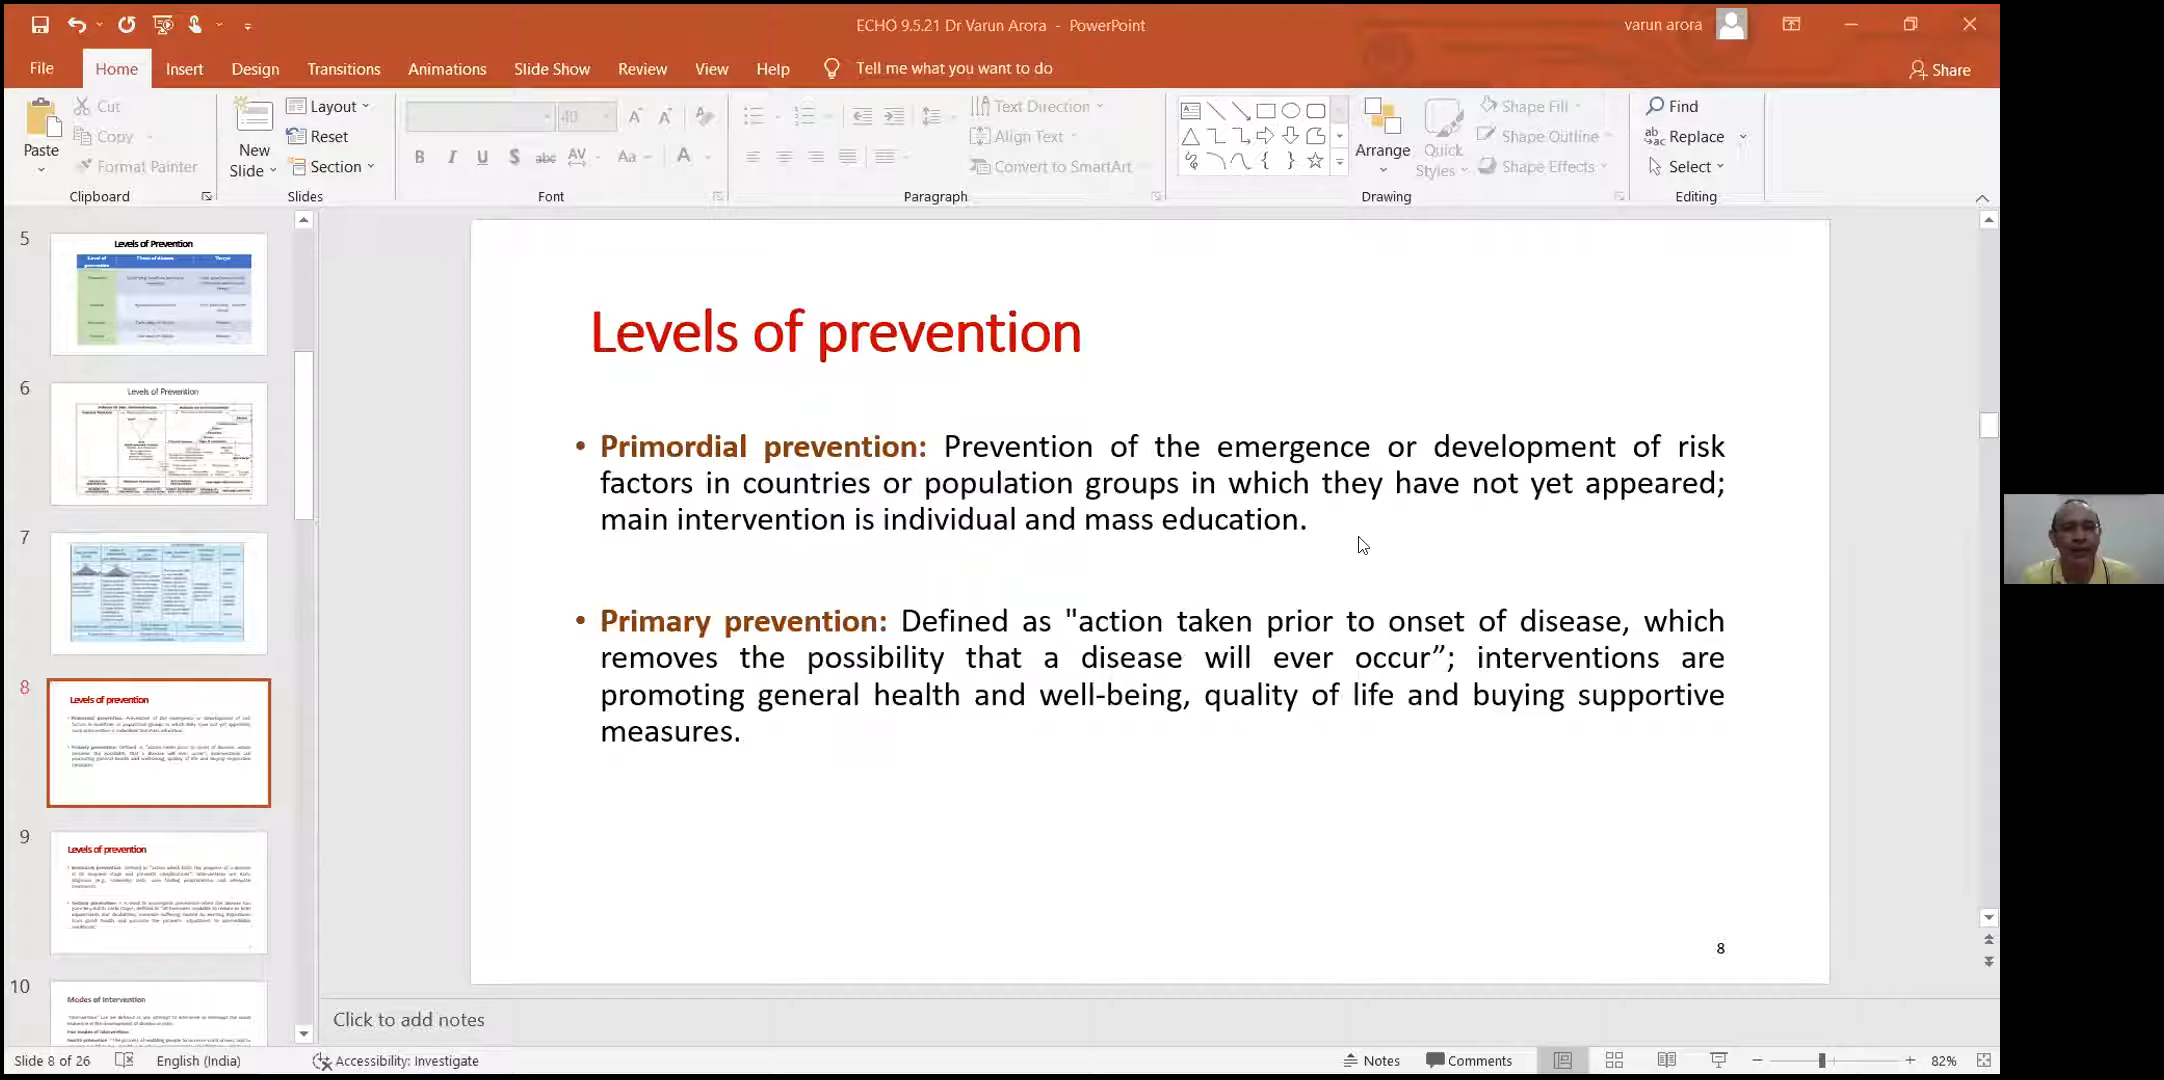 ECHO 9.5.21 Dr Varun Arora - PowerPoint
varun arora
File Home Insert Design Transitions Animations Slide Show Review View Help Tell me what you want to do
Share
Paste
Cut
Copy
Format Painter
Clipboard
New Slide
Layout
Reset
Section
Slides
40
Font
Text Direction
Align Text
Convert to SmartArt
Paragraph
Arrange
Quick Styles
Shape Fill
Shape Outline
Shape Effects
Drawing
Find
Replace
Select
Editing
5
Levels of Prevention
6
Levels of Prevention
7
8
Levels of prevention
9
Levels of prevention
10
Modes of Intervention
Levels of prevention
• Primordial prevention: Prevention of the emergence or development of risk
factors in countries or population groups in which they have not yet appeared;
main intervention is individual and mass education.
• Primary prevention: Defined as "action taken prior to onset of disease, which
removes the possibility that a disease will ever occur”; interventions are
promoting general health and well-being, quality of life and buying supportive
measures.
8
Click to add notes
Slide 8 of 26 English (India) Accessibility: Investigate Notes Comments 82%